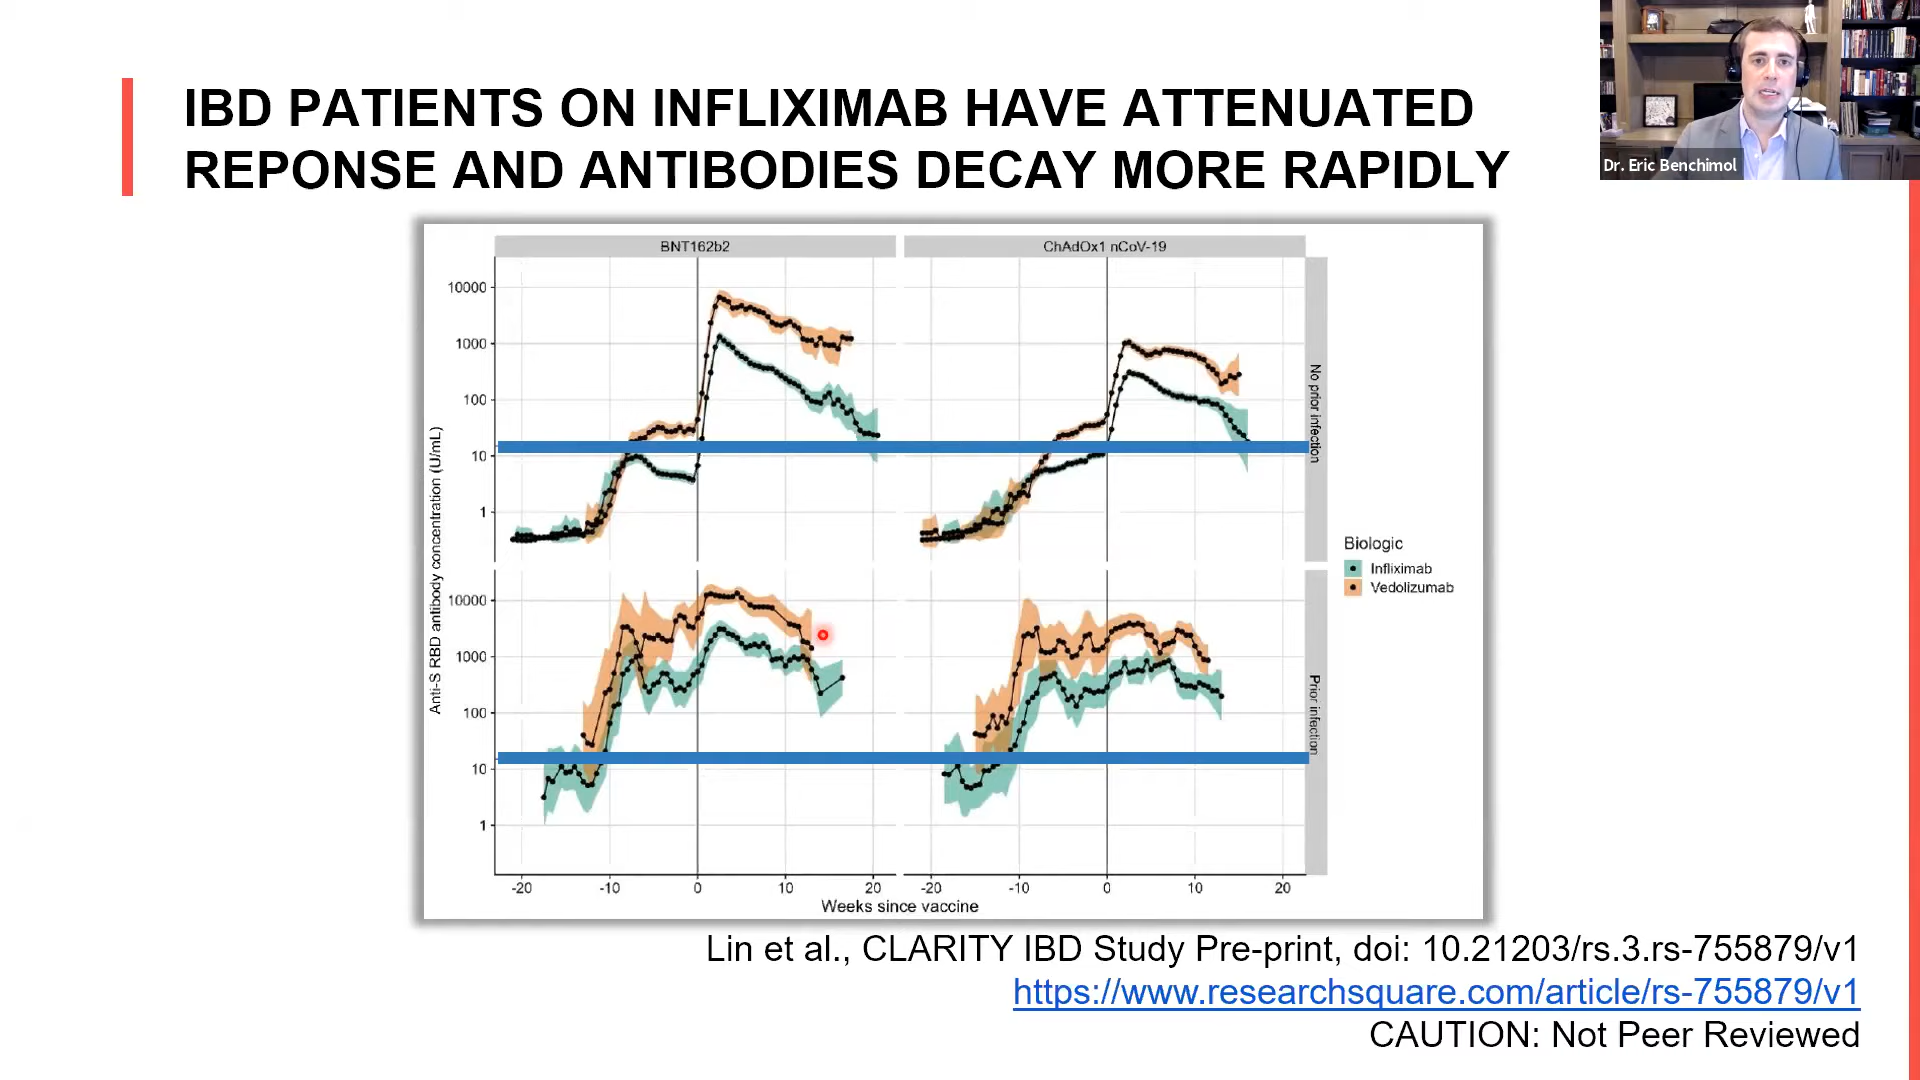 IBD PATIENTS ON INFLIXIMAB HAVE ATTENUATED
REPONSE AND ANTIBODIES DECAY MORE RAPIDLY
Dr. Eric Benchimol
BNT162b2
ChAdOx1 nCoV-19
Anti-S RBD antibody concentration (U/mL)
10000
1000
100
10
1
No prior infection
10000
1000
100
10
1
Prior infection
-20 -10 0 10 20
-20 -10 0 10 20
Weeks since vaccine
Biologic
Infliximab
Vedolizumab
Lin et al., CLARITY IBD Study Pre-print, doi: 10.21203/rs.3.rs-755879/v1
https://www.researchsquare.com/article/rs-755879/v1
CAUTION: Not Peer Reviewed